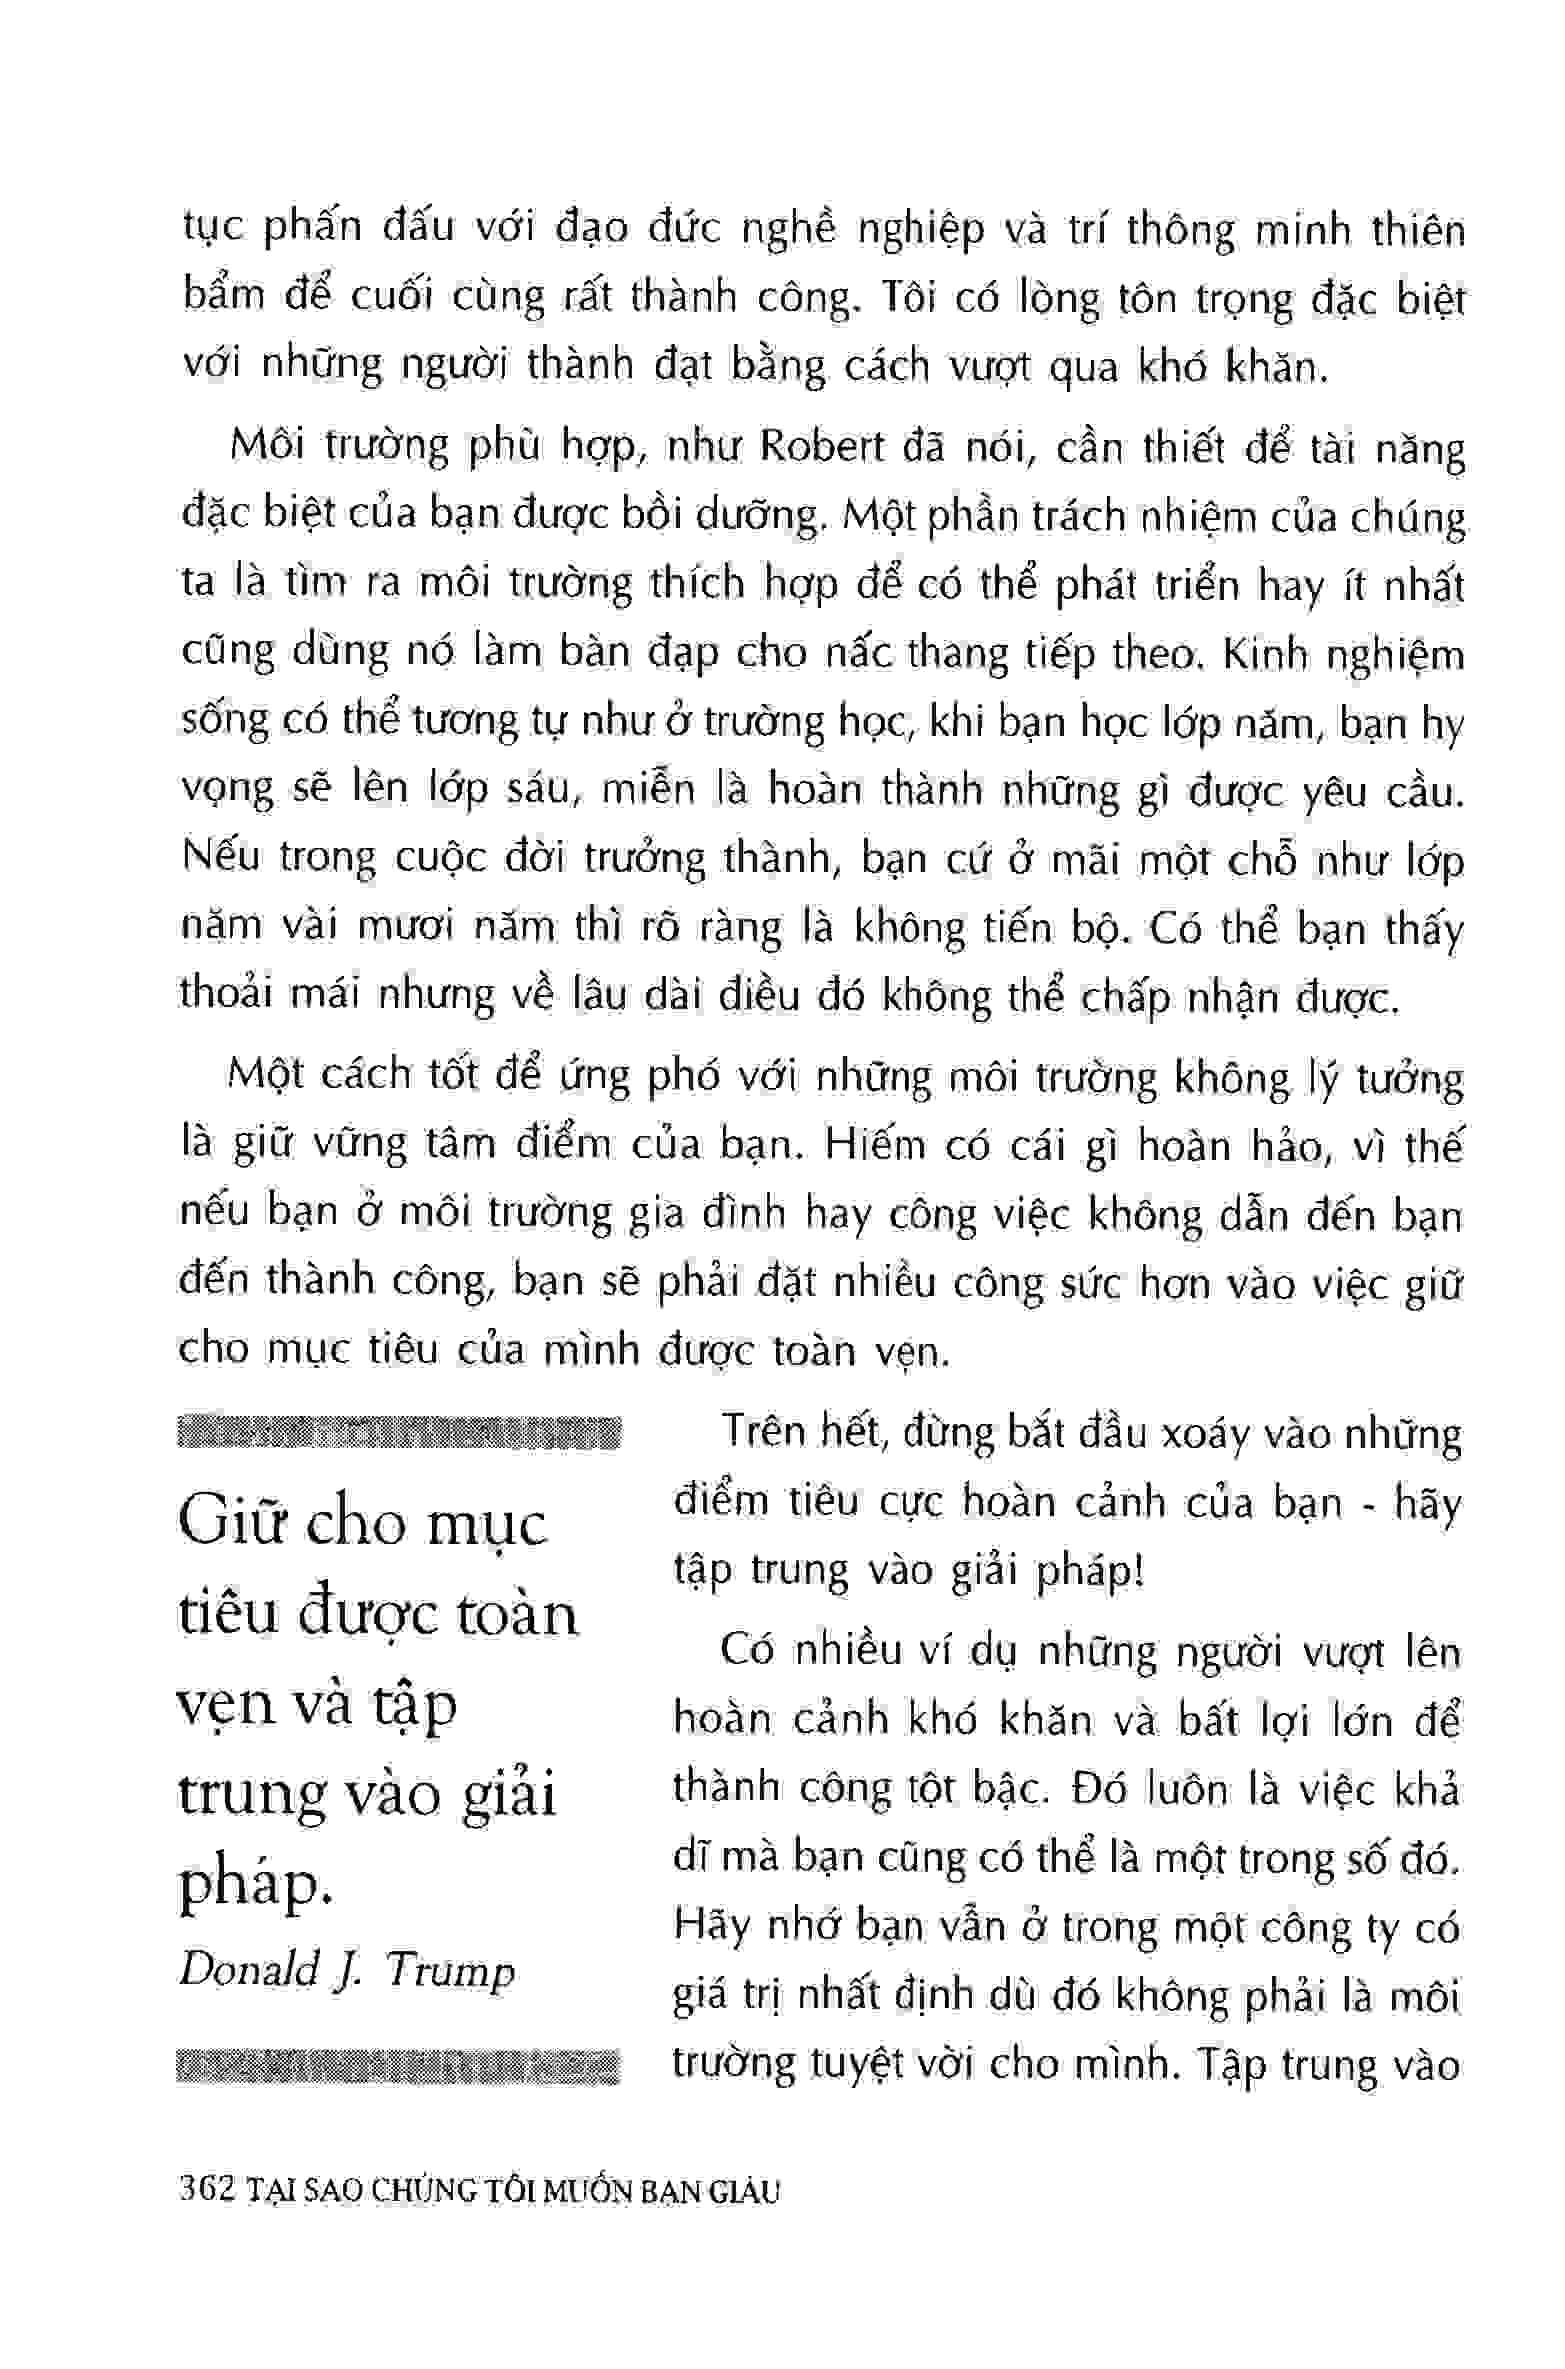 tục phấn đấu với đạo đức nghề nghiệp và trí thông minh thiên
bẩm để cuối cùng rất thành công. Tôi có lòng tôn trọng đặc biệt
với những người thành đạt bằng cách vượt qua khó khăn.
Môi trường phù hợp, như Robert đã nói, cần thiết để tài năng
đặc biệt của bạn được bồi dưỡng. Một phần trách nhiệm của chúng
ta là tìm ra môi trường thích hợp để có thể phát triển hay ít nhất
cũng dùng nó làm bàn đạp cho nấc thang tiếp theo. Kinh nghiệm
sống có thể tương tự như ở trường học, khi bạn học lớp năm, bạn hy
vọng sẽ lên lớp sáu, miễn là hoàn thành những gì được yêu cầu.
Nếu trong cuộc đời trưởng thành, bạn cứ ở mãi một chỗ như lớp
năm vài mươi năm thì rõ ràng là không tiến bộ. Có thể bạn thấy
thoải mái nhưng về lâu dài điều đó không thể chấp nhận được.
Một cách tốt để ứng phó với những môi trường không lý tưởng
là giữ vững tâm điểm của bạn. Hiếm có cái gì hoàn hảo, vì thế
nếu bạn ở môi trường gia đình hay công việc không dẫn đến bạn
đến thành công, bạn sẽ phải đặt nhiều công sức hơn vào việc giữ
cho mục tiêu của mình được toàn vẹn.
Giữ cho mục
tiêu được toàn
vẹn và tập
trung vào giải
pháp.
Donald J. Trump
Trên hết, đừng bắt đầu xoáy vào những
điểm tiêu cực hoàn cảnh của bạn - hãy
tập trung vào giải pháp!
Có nhiều ví dụ những người vượt lên
hoàn cảnh khó khăn và bất lợi lớn để
thành công tột bậc. Đó luôn là việc khả
dĩ mà bạn cũng có thể là một trong số đó.
Hãy nhớ bạn vẫn ở trong một công ty có
giá trị nhất định dù đó không phải là môi
trường tuyệt vời cho mình. Tập trung vào
362 TẠI SAO CHÚNG TÔI MUỐN BẠN GIÀU